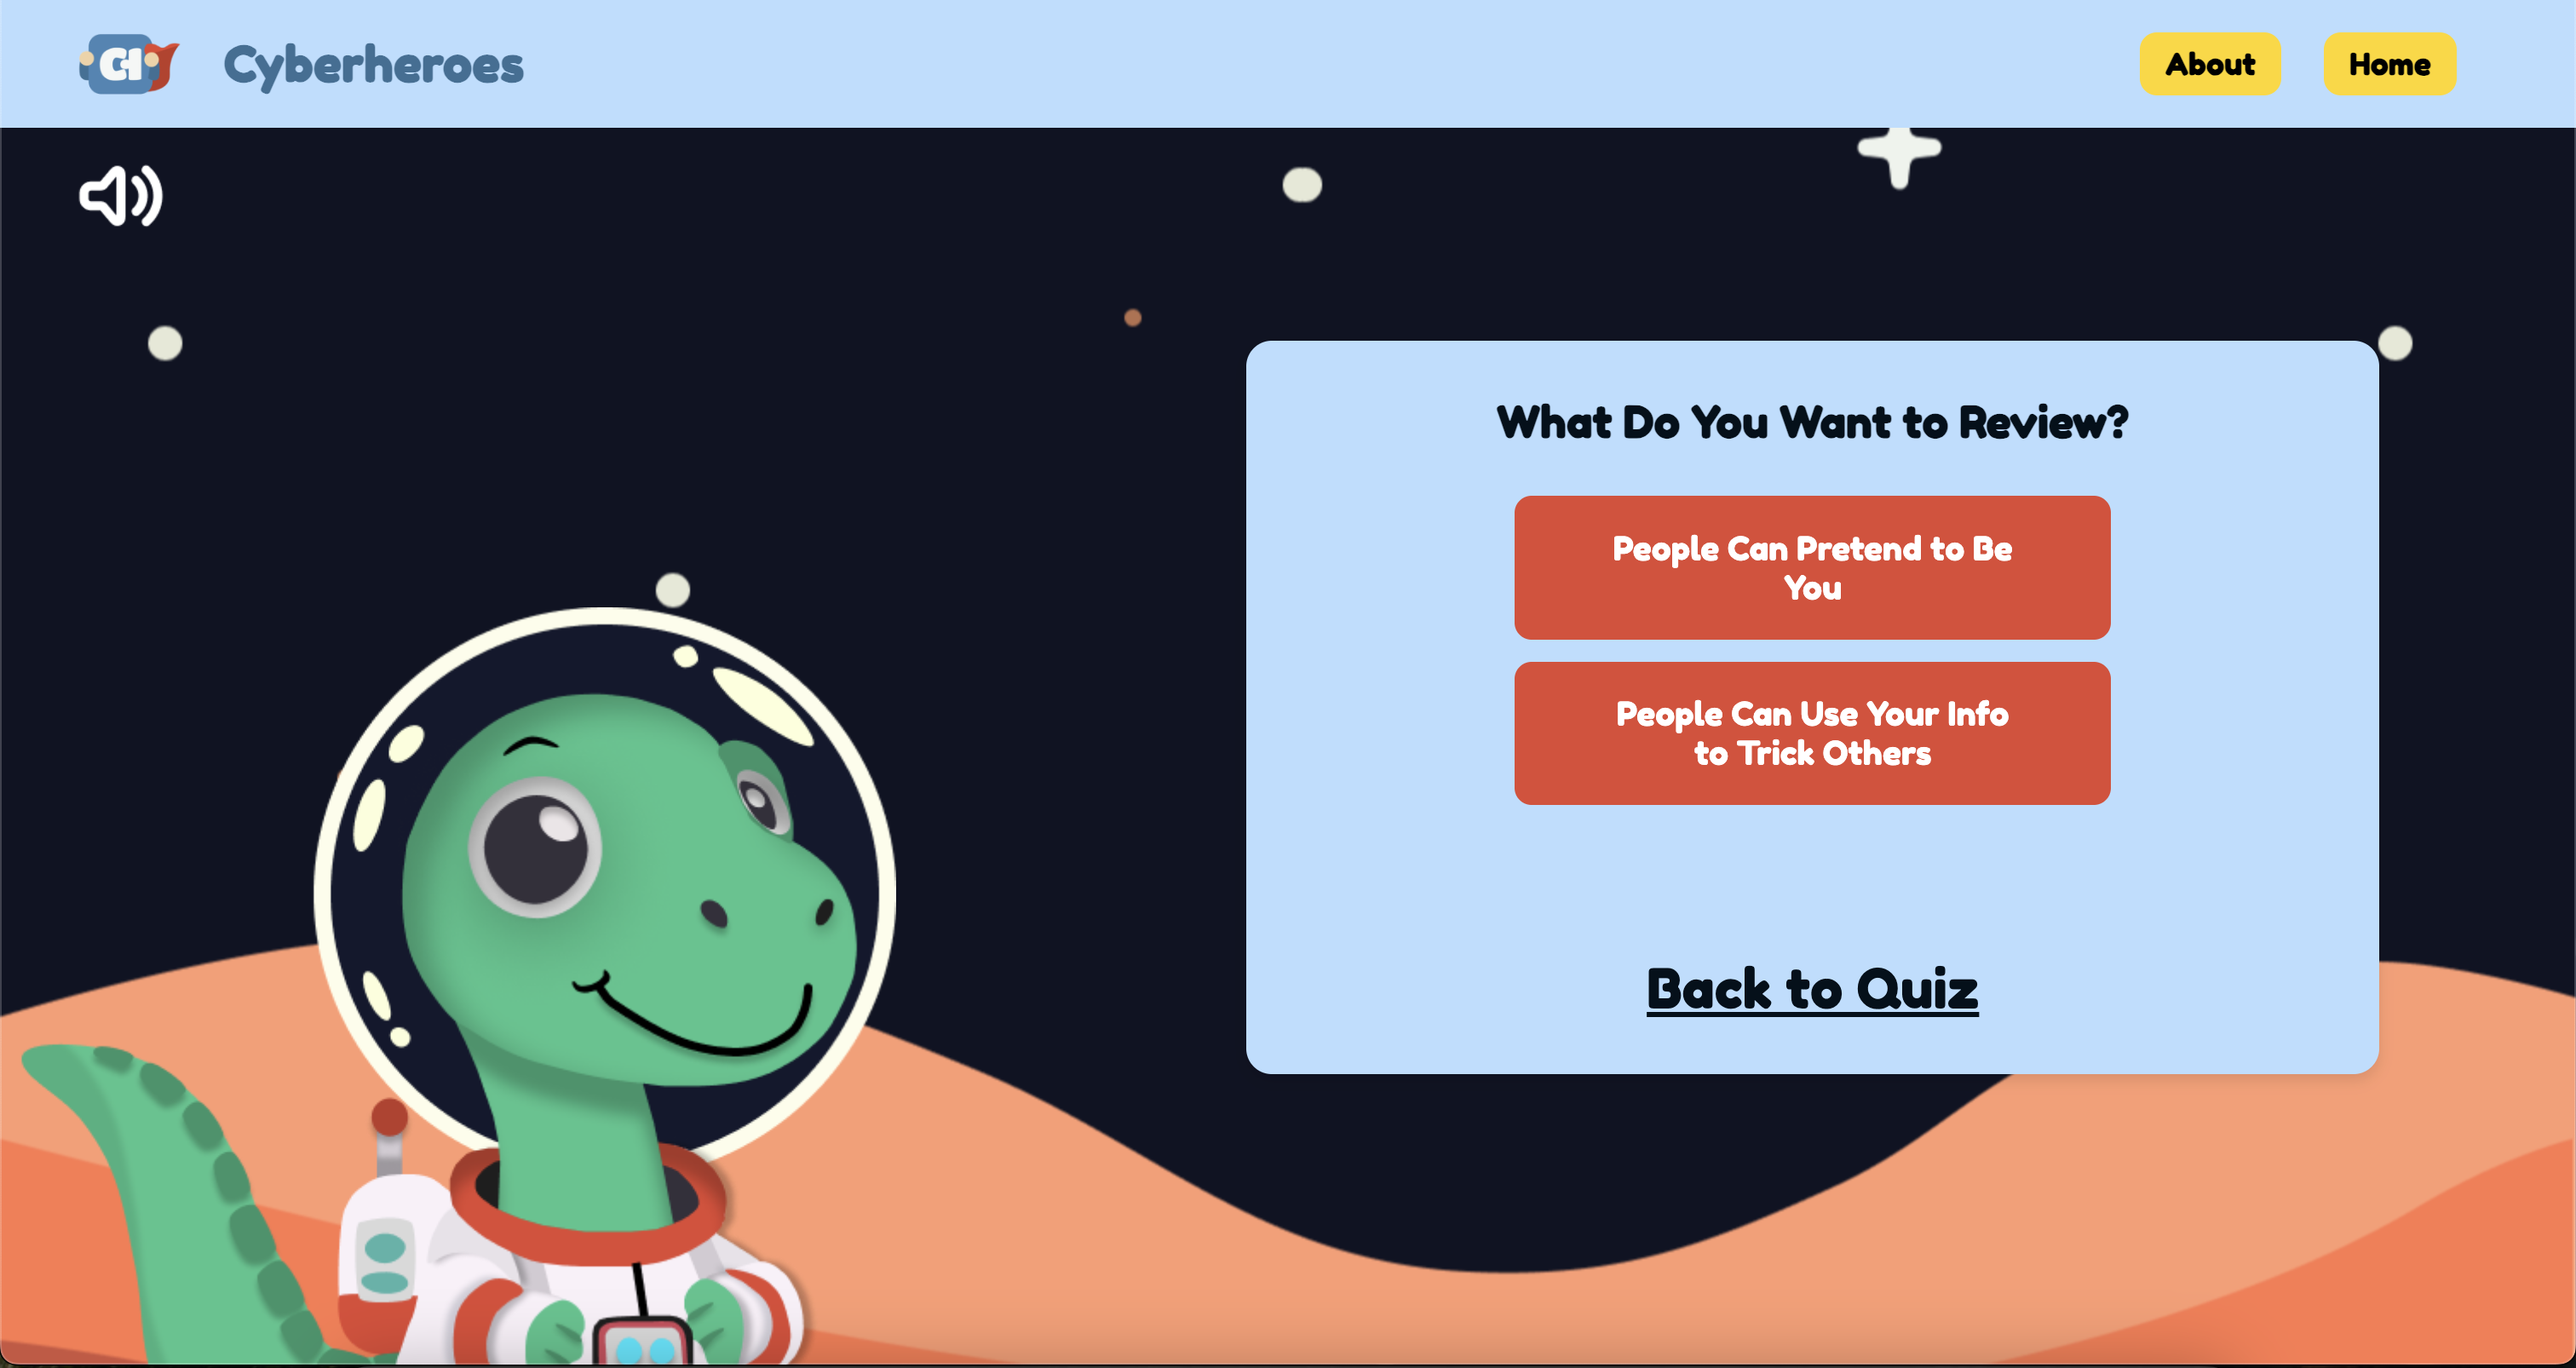 CH
Cyberheroes
About
Home
What Do You Want to Review?
People Can Pretend to Be
You
People Can Use Your Info
to Trick Others
Back to Quiz